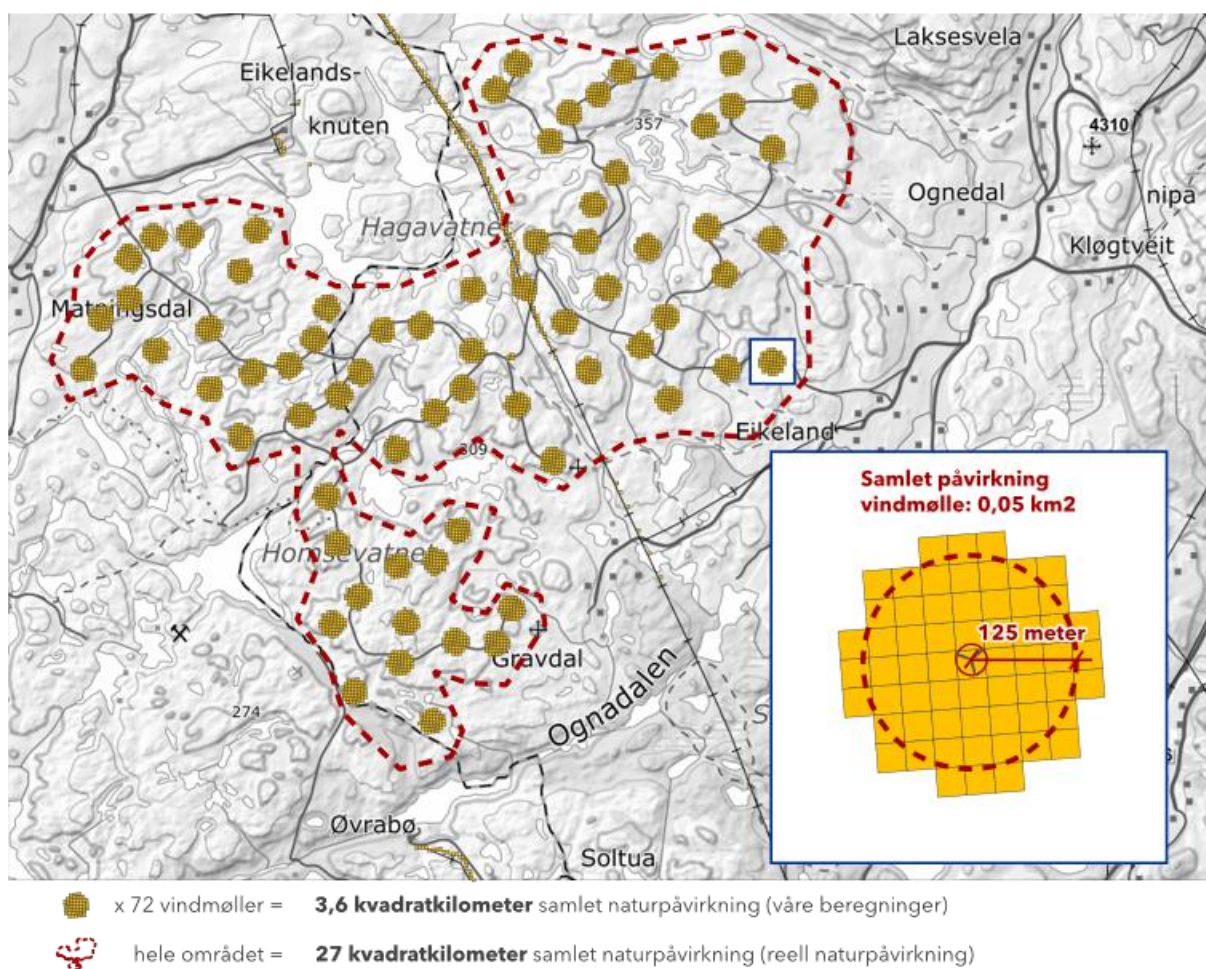 Laksesvela
Eikelands-
knuten
357
4310
Ognedal
nipa
Hagavatne
Kløgtveit
Matningsdal
Eikeland
309
Samlet påvirkning
vindmølle: 0,05 km2
125 meter
Homsevatnet
Gravdal
274
Ognadalen
S
6
Øvrabø
Soltua
x 72 vindmøller = 3,6 kvadratkilometer samlet naturpåvirkning (våre beregninger)
hele området = 27 kvadratkilometer samlet naturpåvirkning (reell naturpåvirkning)